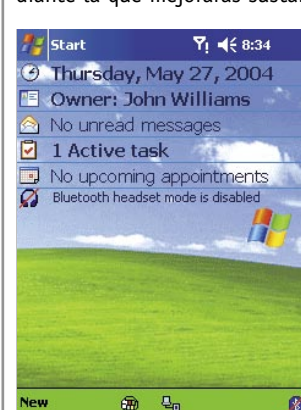 Start 8:34
Thursday, May 27, 2004
Owner: John Williams
No unread messages
1 Active task
No upcoming appointments
Bluetooth headset mode is disabled
New